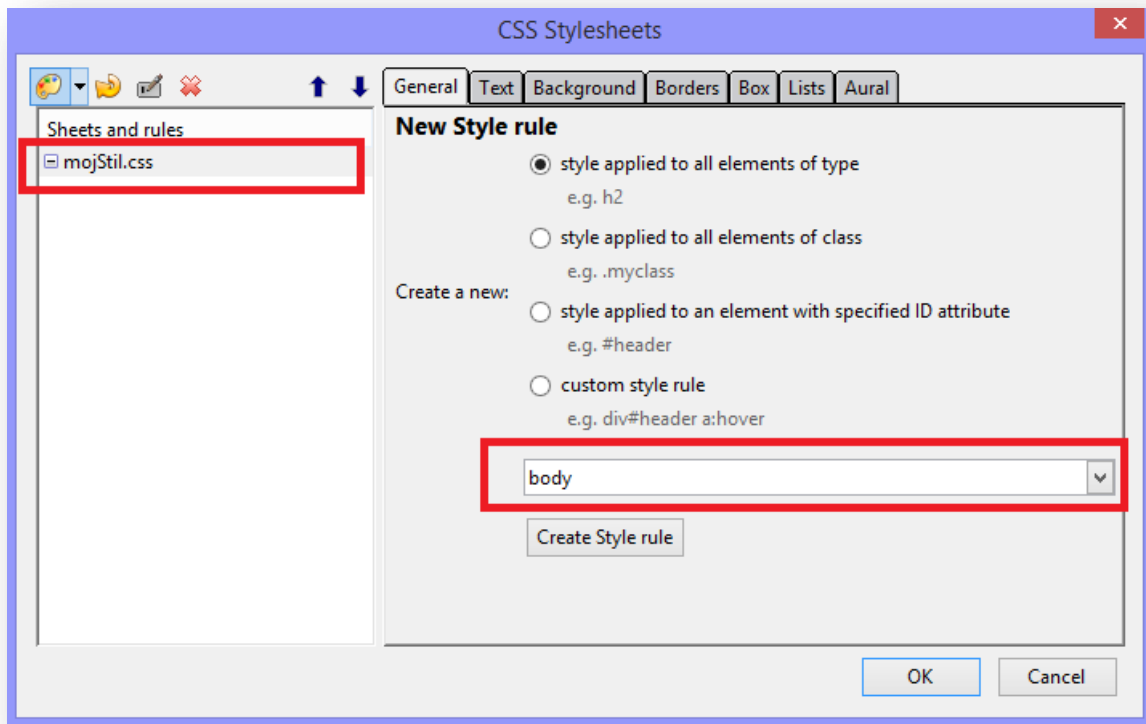 CSS Stylesheets
General Text Background Borders Box Lists Aural
Sheets and rules
mojStil.css
New Style rule
style applied to all elements of type
e.g. h2
style applied to all elements of class
e.g. .myclass
Create a new:
style applied to an element with specified ID attribute
e.g. #header
custom style rule
e.g. div#header a:hover
body
Create Style rule
OK Cancel